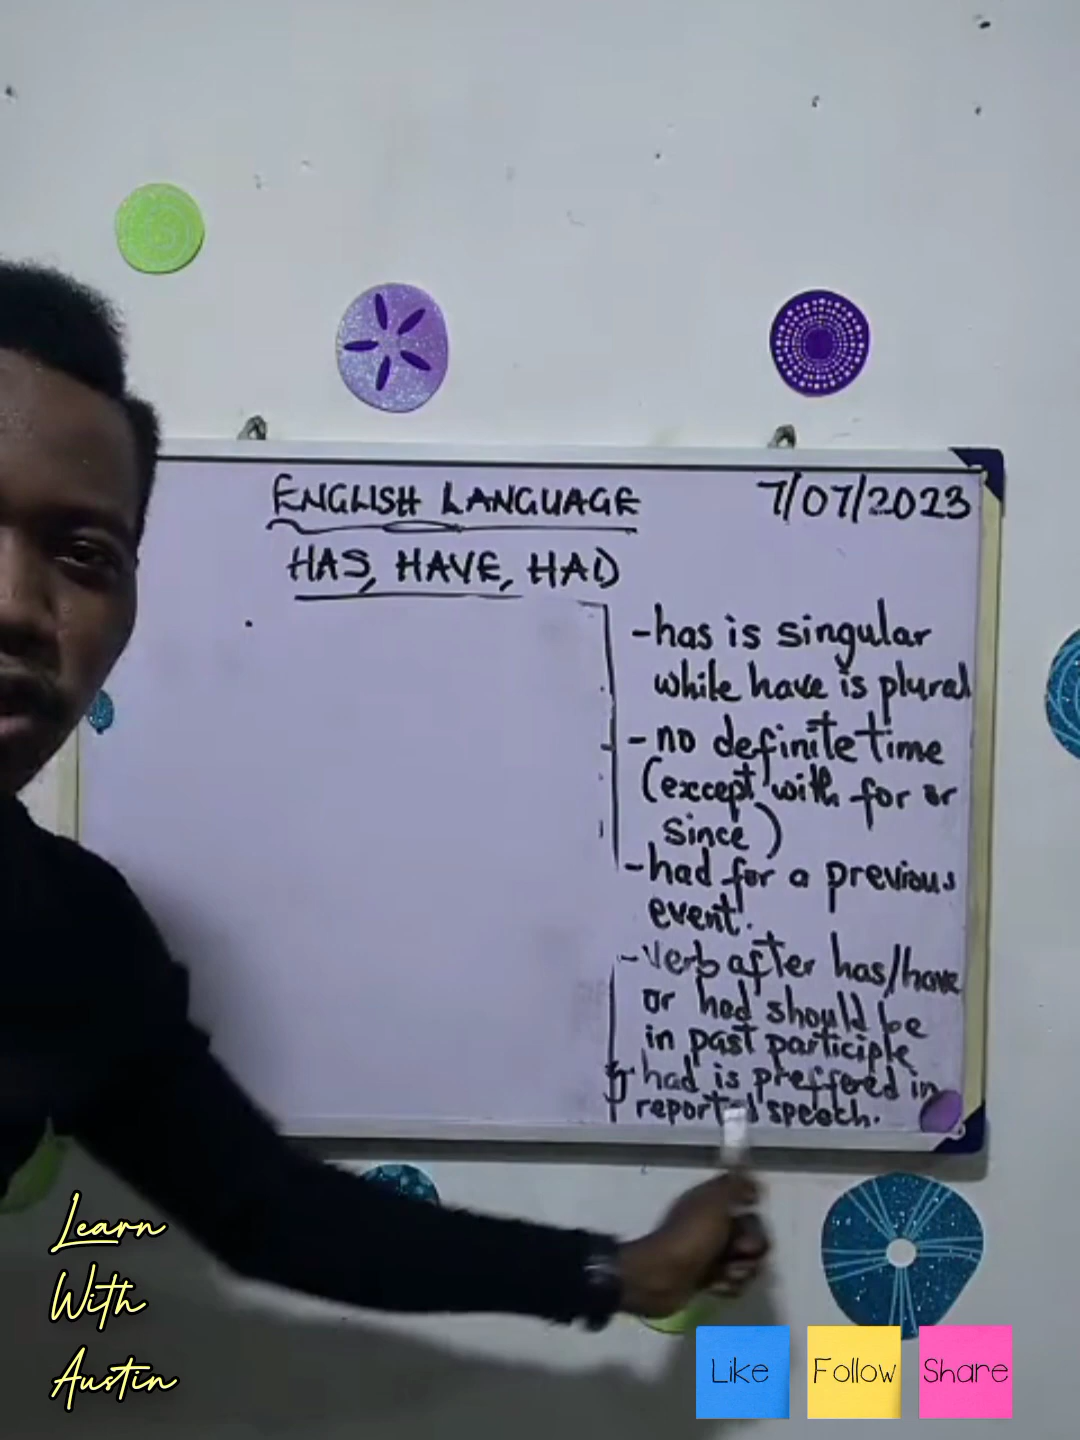 ENGLISH LANGUAGE
7/07/2023
HAS, HAVE, HAD
-has is singular
while have is plural
-no definite time
(except with for or
since)
-had for a previous
event.
-verb after has/have
or had should be
in past participle
had is preffered in
reported speech.
Learn
With
Austin
Like
Follow
Share